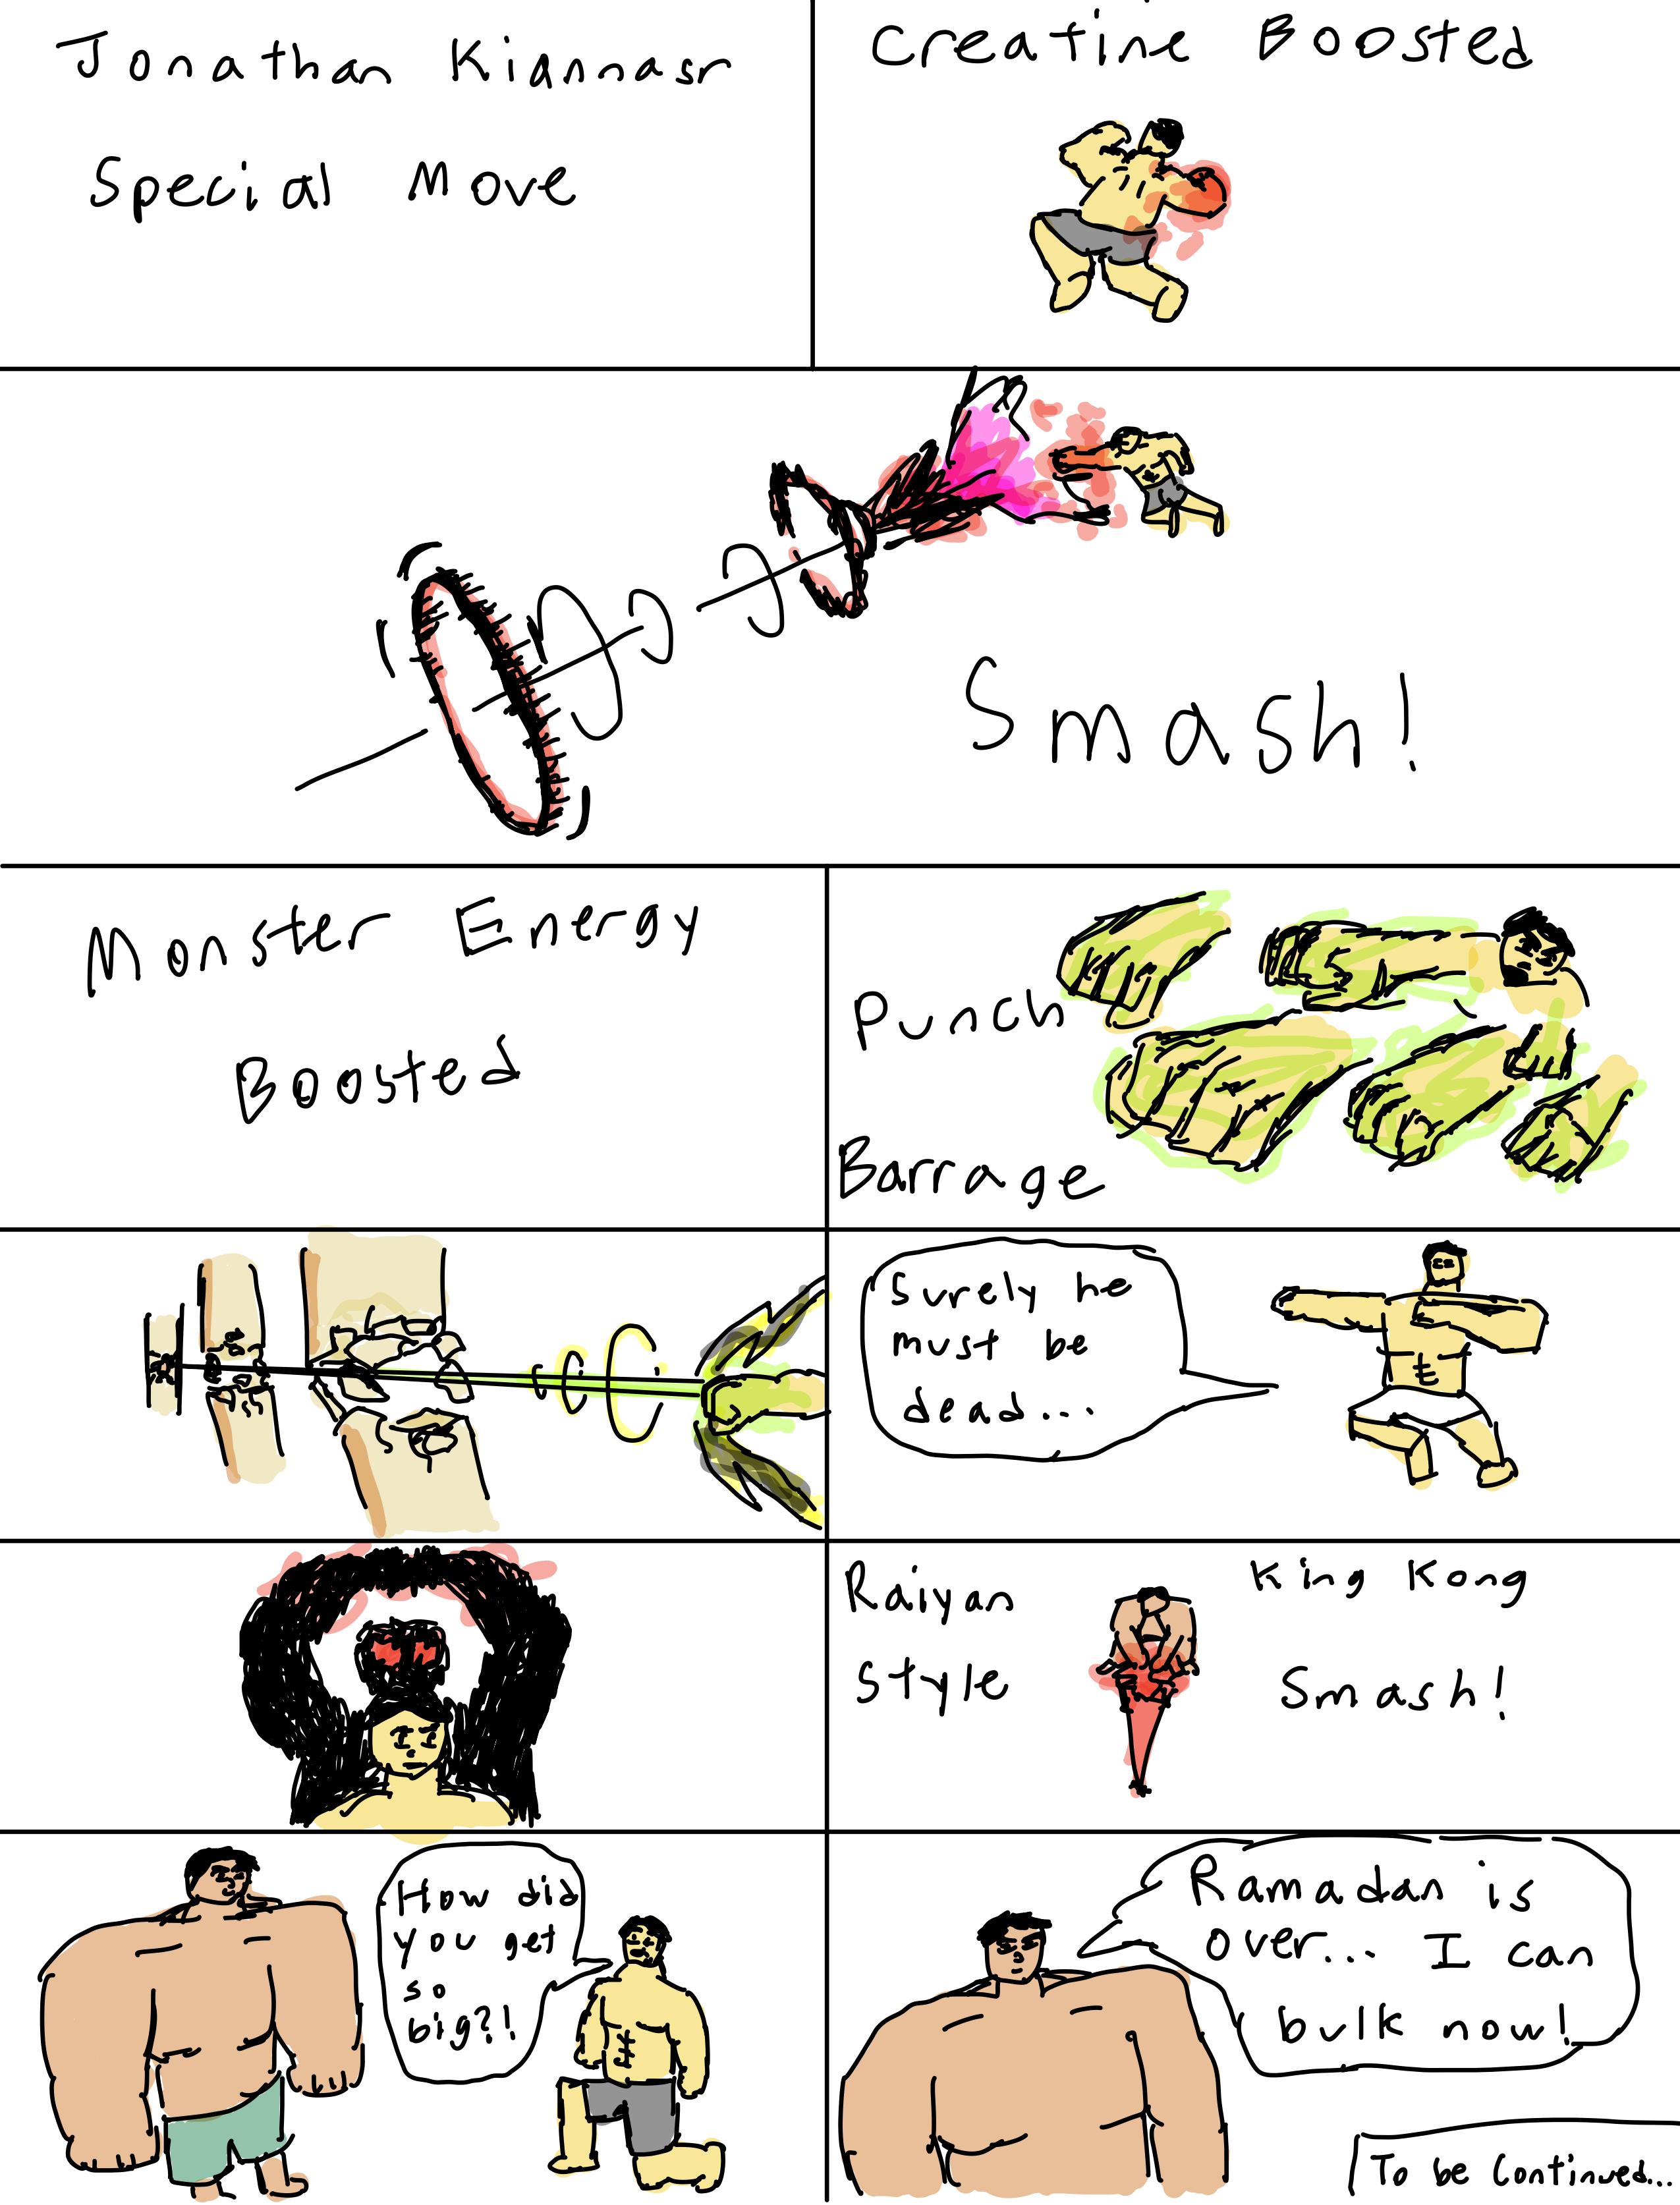 Jonathan Kiannasr
Special Move
Creatine Boosted
Smash!
Monster Energy
Boosted
Punch
Barrage
Surely he
must be
dead...
Raiyan
Style
King Kong
Smash!
How did
you get
so
big?!
Ramadan is
over... I can
bulk now!
To be Continued...